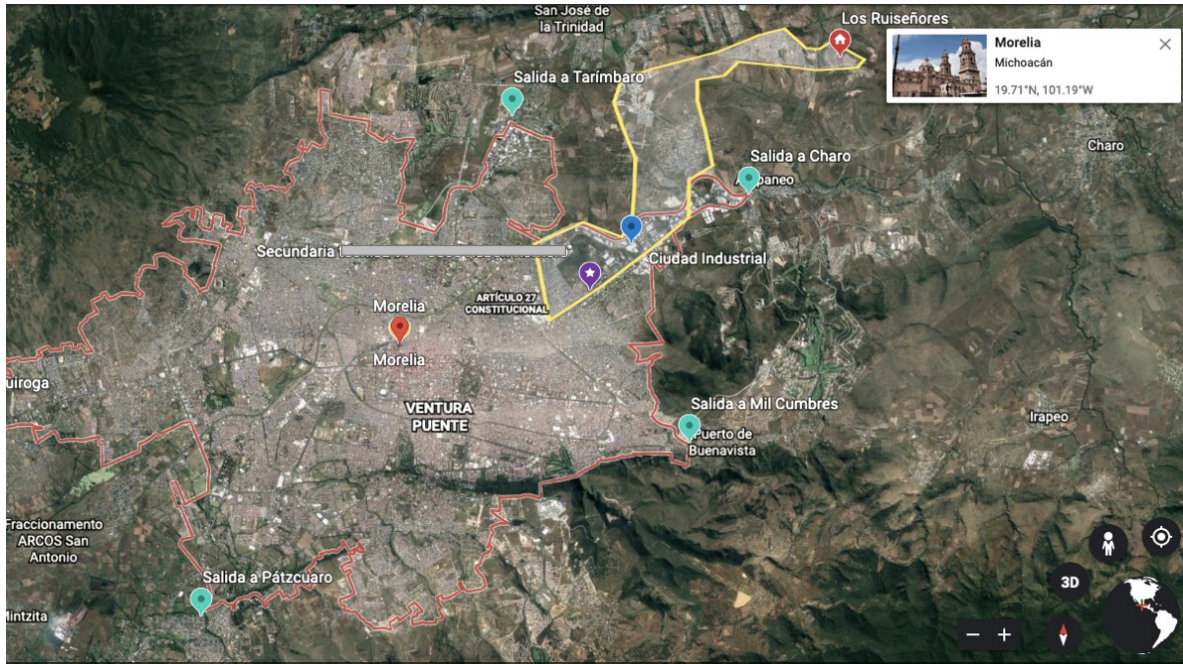 San José de
la Trinidad
Los Ruiseñores
Morelia
Michoacán
19.71°N, 101.19°W
Salida a Tarímbaro
Charo
Salida a Charo
Secundaria
Ciudad Industrial
ARTÍCULO 27
CONSTITUCIONAL
Morelia
Morelia
uiroga
VENTURA
PUENTE
Salida a Mil Cumbres
Puerto de
Buenavista
Irapeo
Fraccionamento
ARCOS San
Antonio
Salida a Pátzcuaro
3D
Mintzita